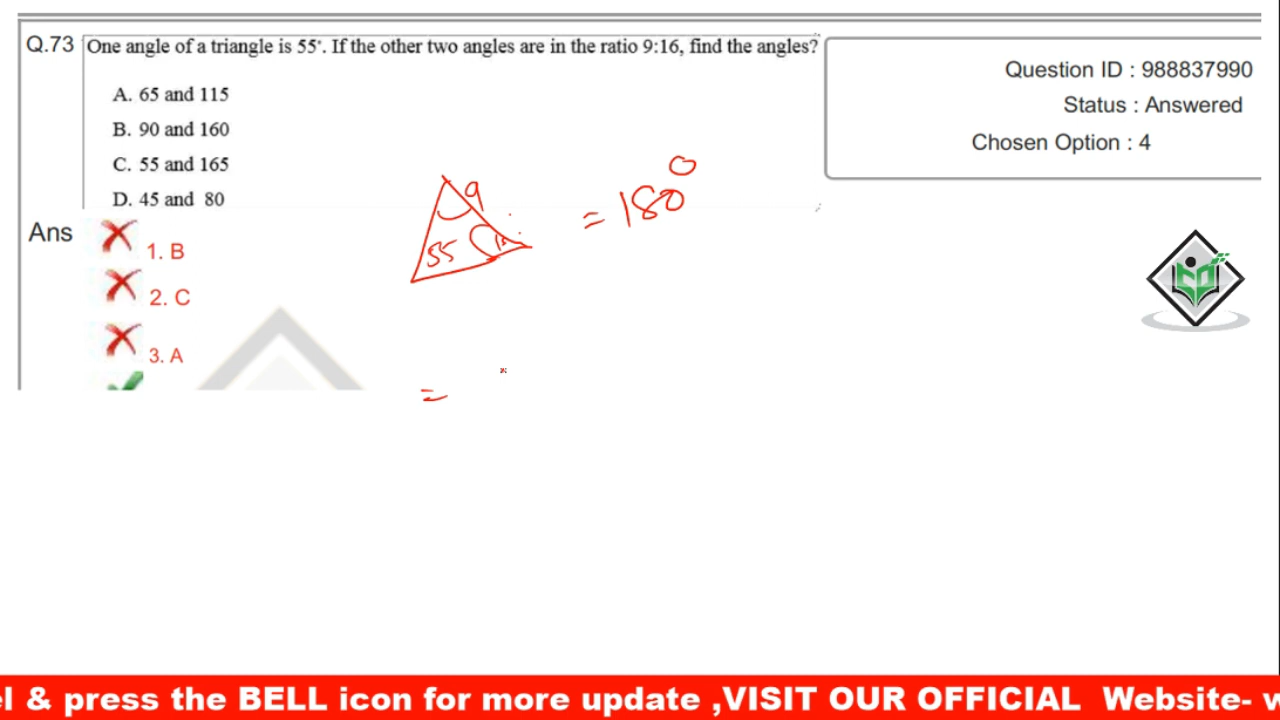 Q.73 One angle of a triangle is 55°. If the other two angles are in the ratio 9:16, find the angles?
A. 65 and 115
B. 90 and 160
C. 55 and 165
D. 45 and 80
Question ID : 988837990
Status : Answered
Chosen Option : 4
Ans
1. B
2. C
3. A
9
55
= 180°
=
el & press the BELL icon for more update ,VISIT OUR OFFICIAL Website- v